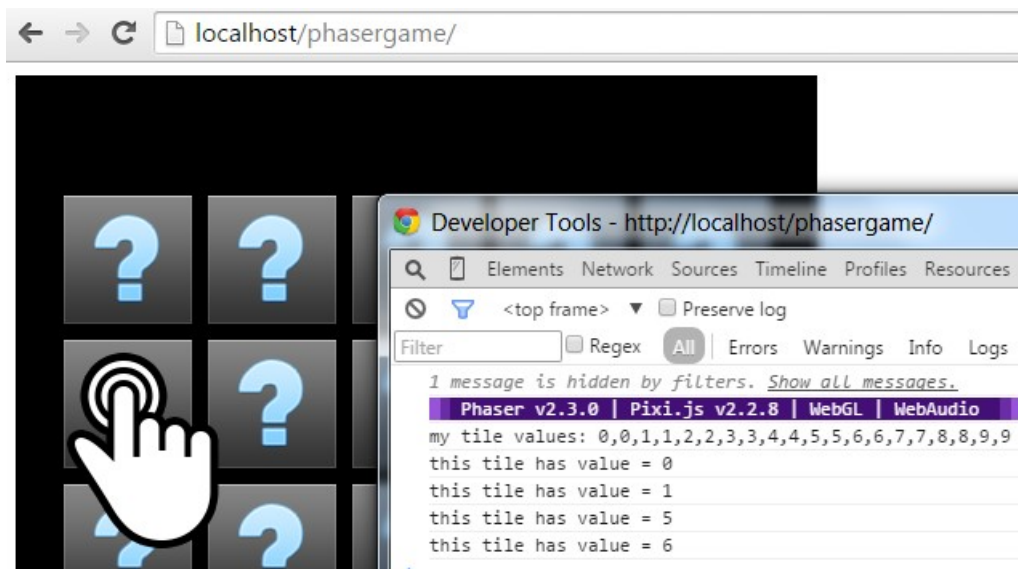 localhost/phasergame/
Developer Tools - http://localhost/phasergame/
Elements Network Sources Timeline Profiles Resources
<top frame> ▼ Preserve log
Filter Regex All Errors Warnings Info Logs
1 message is hidden by filters. Show all messages.
Phaser v2.3.0 | Pixi.js v2.2.8 | WebGL | WebAudio
my tile values: 0,0,1,1,2,2,3,3,4,4,5,5,6,6,7,7,8,8,9,9
this tile has value = 0
this tile has value = 1
this tile has value = 5
this tile has value = 6
? ?
?
? ?